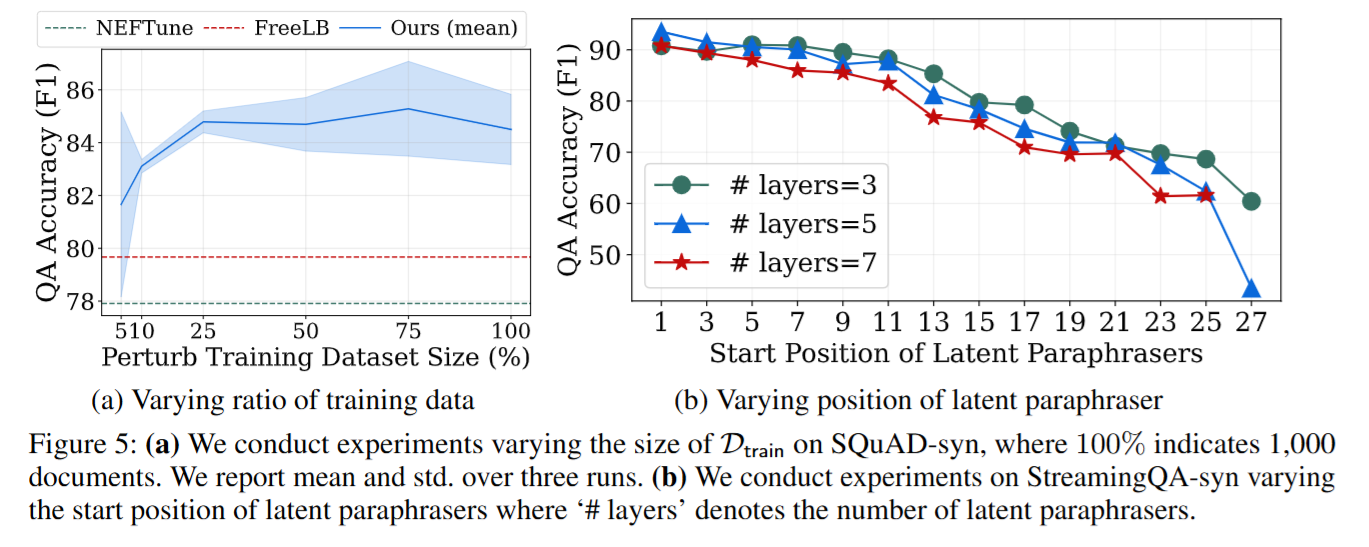 NEFTune FreeLB Ours (mean)
QA Accuracy (F1)
86
84
82
80
78
5 10 25 50 75 100
Perturb Training Dataset Size (%)
(a) Varying ratio of training data
QA Accuracy (F1)
90
80
70
60
50
# layers=3
# layers=5
# layers=7
1 3 5 7 9 11 13 15 17 19 21 23 25 27
Start Position of Latent Paraphrasers
(b) Varying position of latent paraphraser
Figure 5: (a) We conduct experiments varying the size of 𝒟train on SQuAD-syn, where 100% indicates 1,000
documents. We report mean and std. over three runs. (b) We conduct experiments on StreamingQA-syn varying
the start position of latent paraphrasers where ‘# layers’ denotes the number of latent paraphrasers.